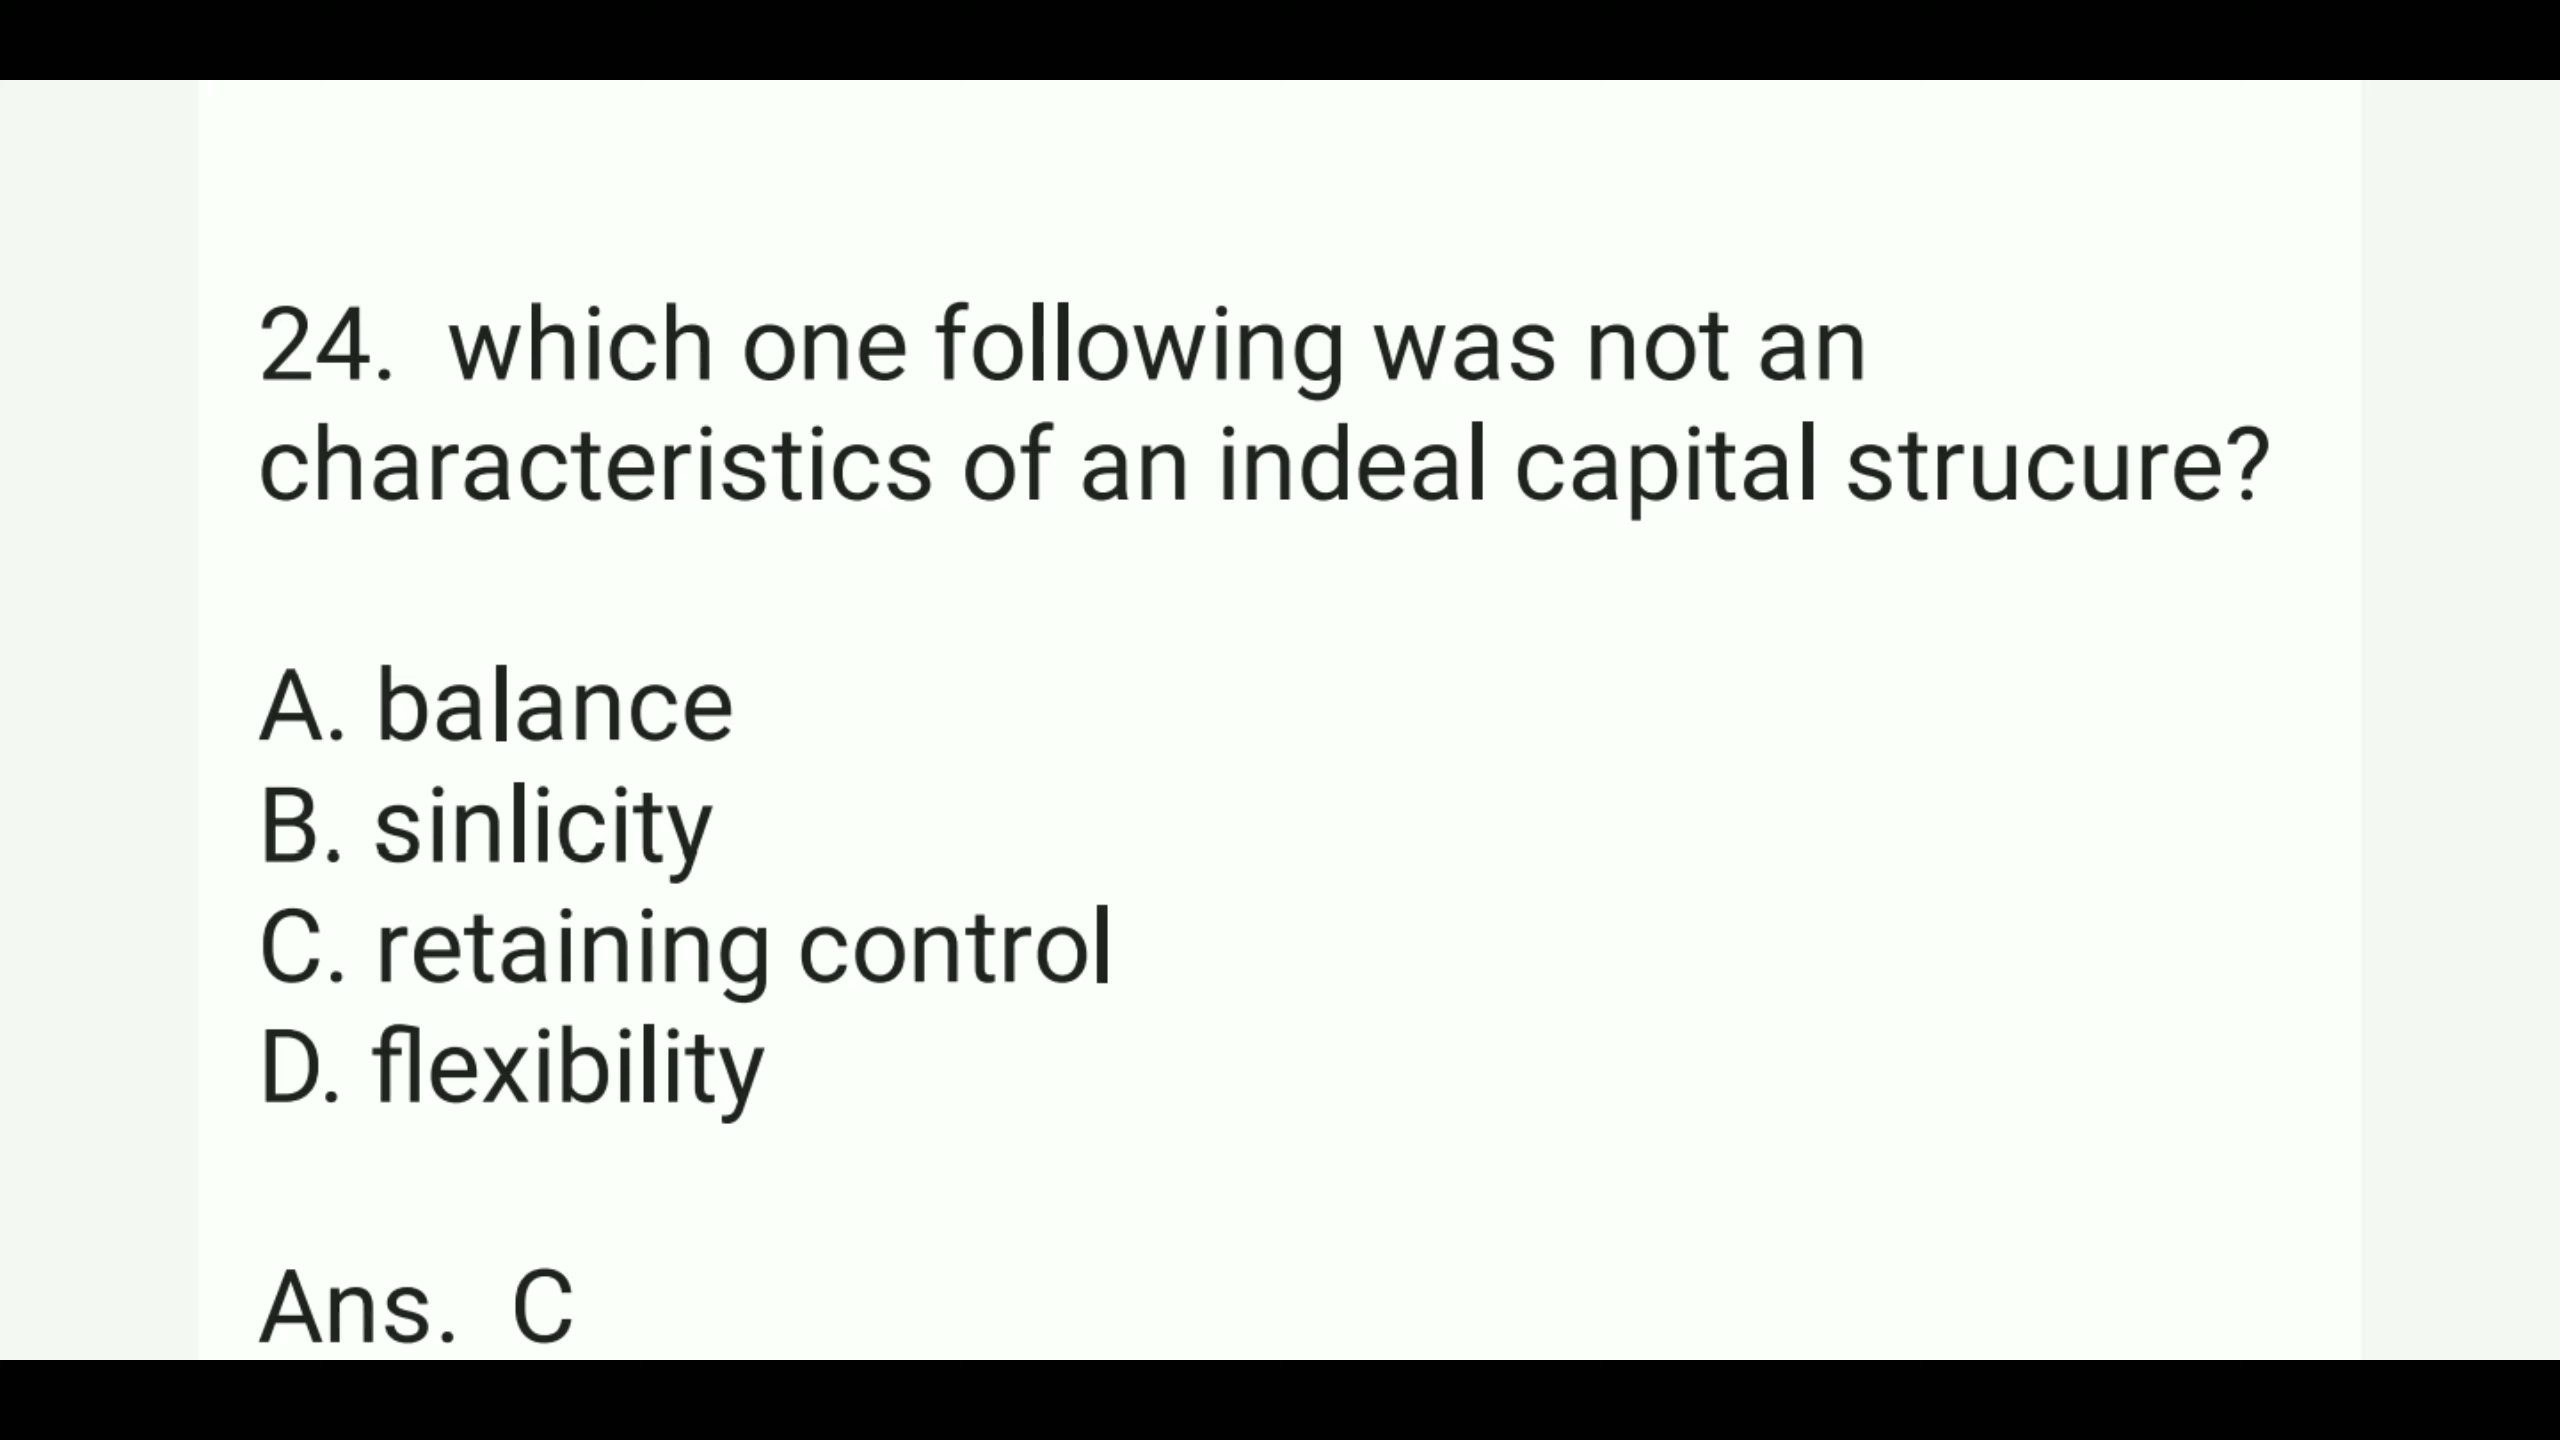 24.  which one following was not an
characteristics of an indeal capital strucure?
A. balance
B. sinlicity
C. retaining control
D. flexibility
Ans.  C